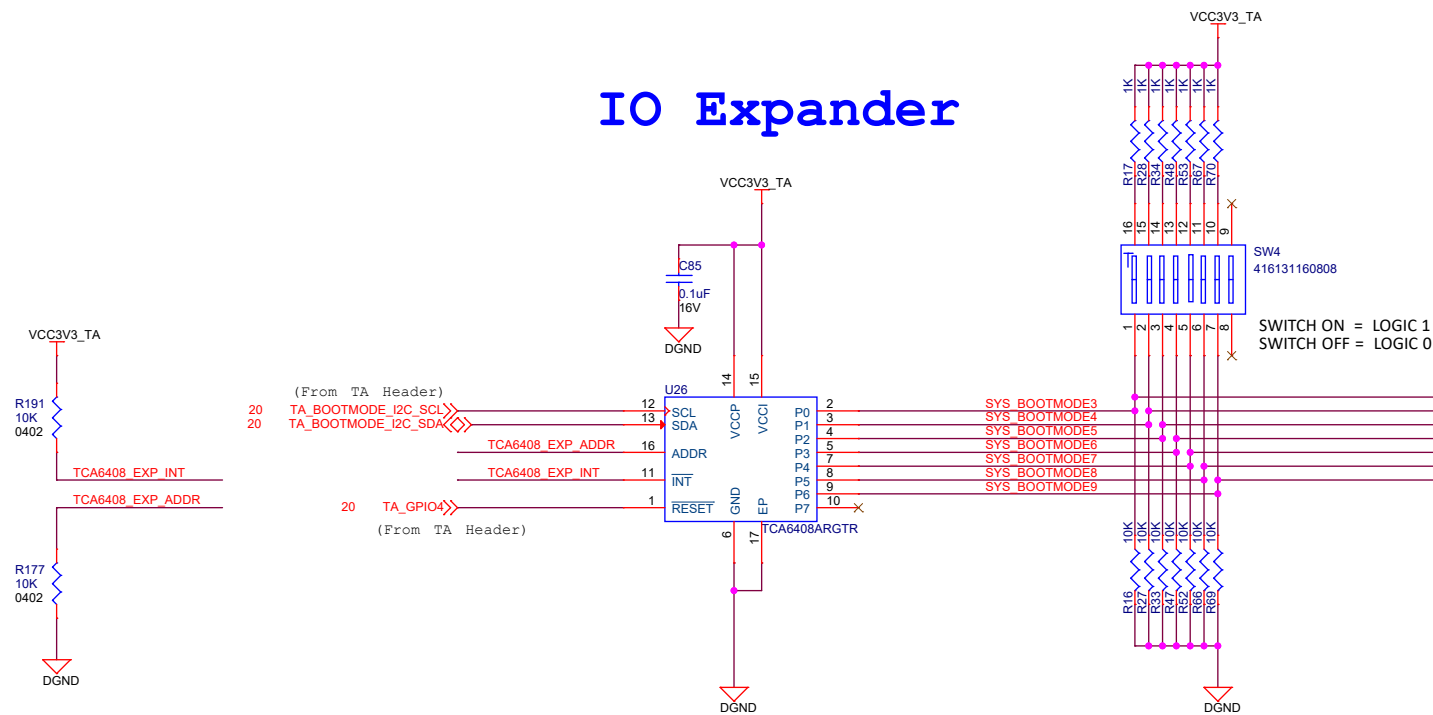 VCC3V3_TA
IO Expander
1K 1K 1K 1K 1K 1K 1K
R17 R28 R34 R48 R53 R67 R70
VCC3V3_TA
16 15 14 13 12 11 10 9
SW4
416131160808
C85
0.1uF
16V
DGND
1 2 3 4 5 6 7 8
SWITCH ON = LOGIC 1
SWITCH OFF = LOGIC 0
VCC3V3_TA
R191
10K
0402
TCA6408_EXP_INT
TCA6408_EXP_ADDR
R177
10K
0402
DGND
(From TA Header)
20 TA_BOOTMODE_I2C_SCL 12
20 TA_BOOTMODE_I2C_SDA 13
TCA6408_EXP_ADDR 16
TCA6408_EXP_INT 11
20 TA_GPIO4 1
(From TA Header)
U26
14 15
VCCP VCCI
SCL P0 2 SYS_BOOTMODE3
SDA P1 3 SYS_BOOTMODE4
P2 4 SYS_BOOTMODE5
ADDR P3 5 SYS_BOOTMODE6
P4 7 SYS_BOOTMODE7
INT P5 8 SYS_BOOTMODE8
P6 9 SYS_BOOTMODE9
RESET P7 10
GND EP
6 17
TCA6408ARGTR
DGND
10K 10K 10K 10K 10K 10K 10K
R16 R27 R33 R47 R52 R66 R69
DGND